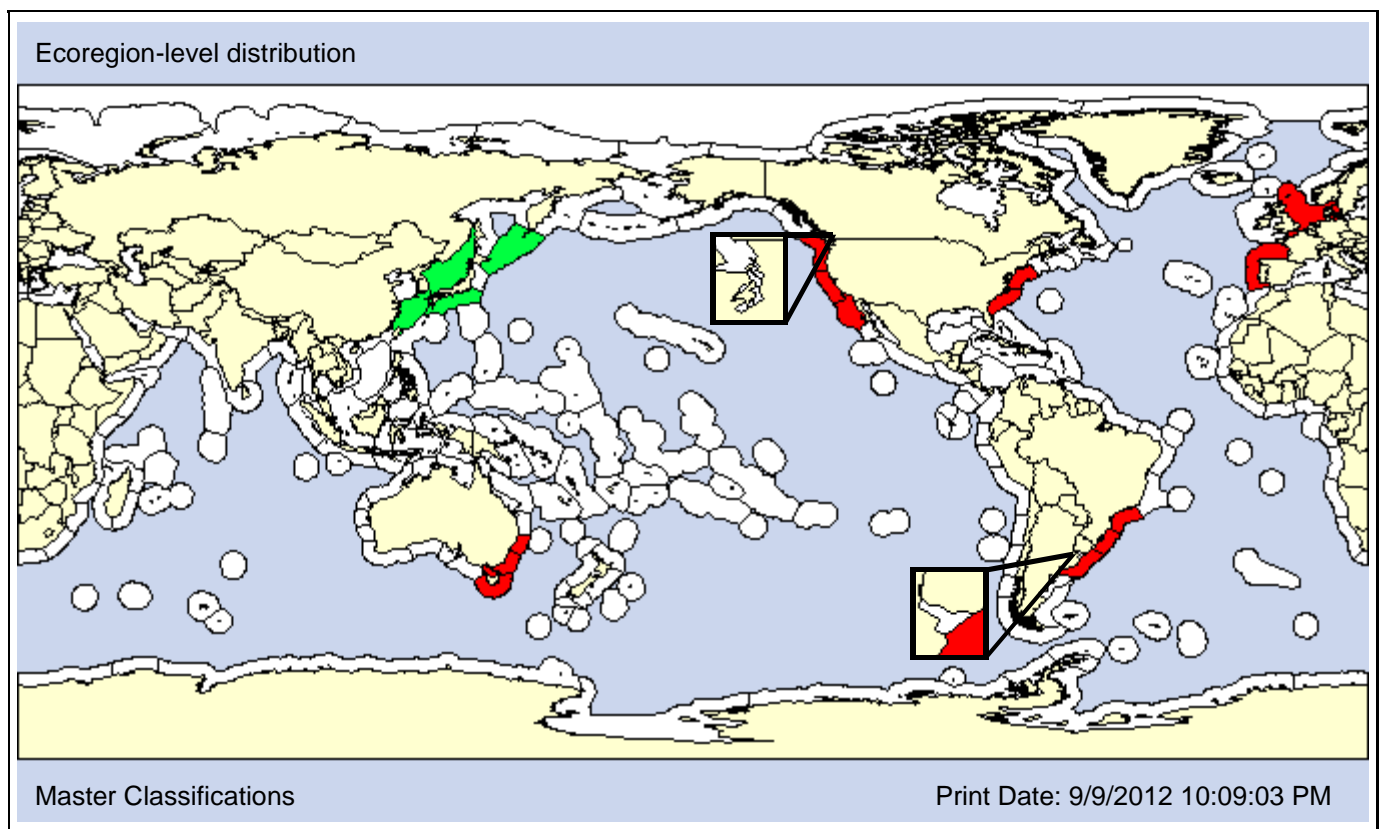 Ecoregion-level distribution
Master Classifications
Print Date: 9/9/2012 10:09:03 PM